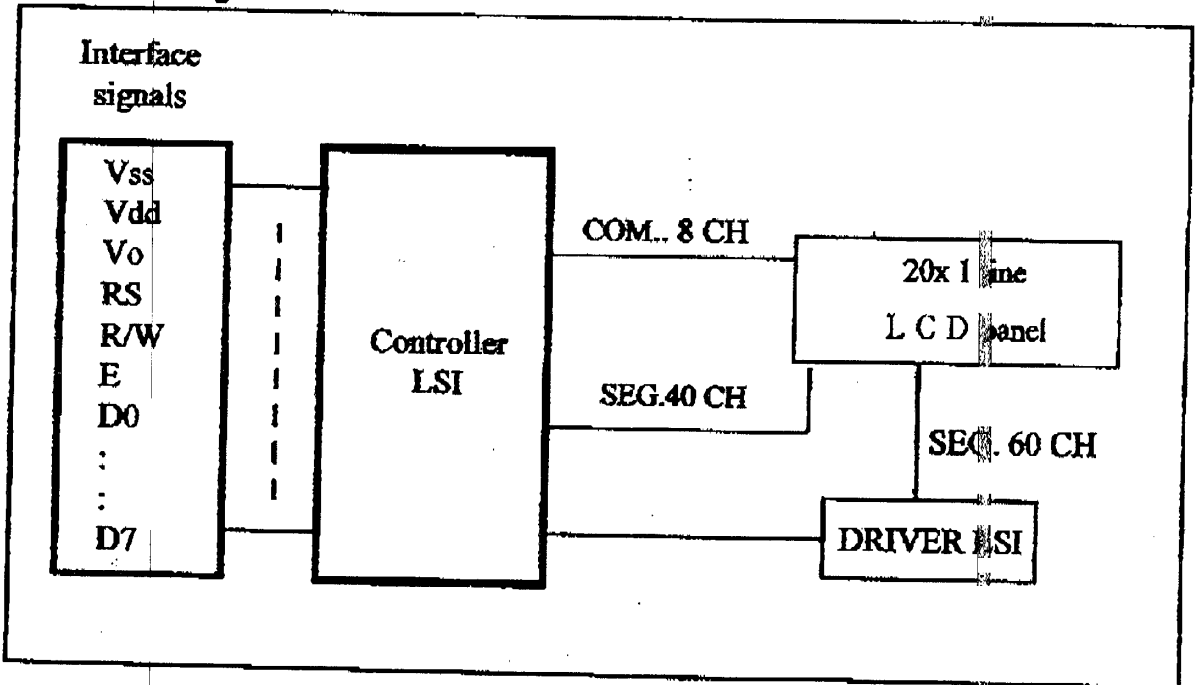 Interface
signals
Vss
Vdd
Vo
RS
R/W
E
D0
:
:
D7
Controller
LSI
COM.. 8 CH
SEG.40 CH
20x 1 line
L C D panel
SEG. 60 CH
DRIVER LSI